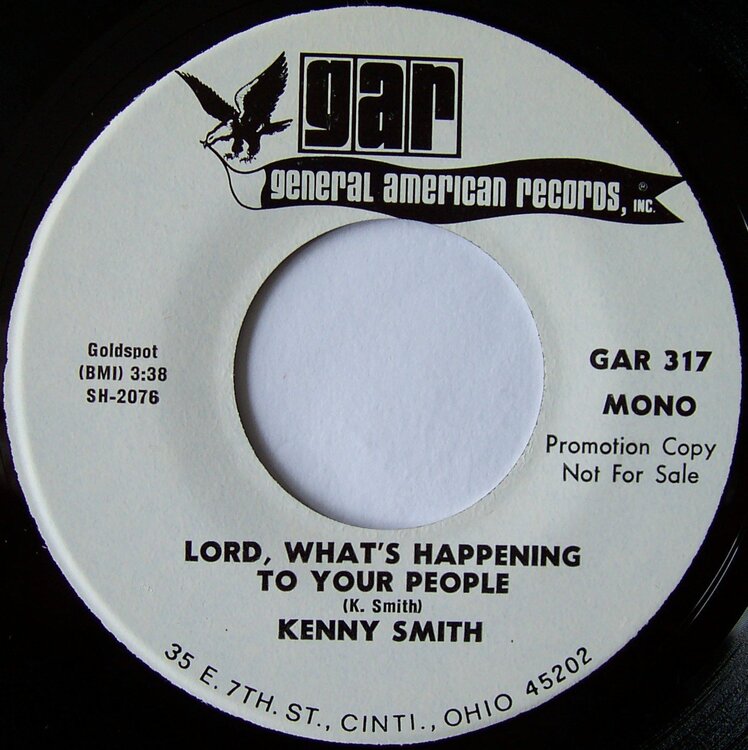 gar
general american records, INC. ®
Goldspot
(BMI) 3:38
SH-2076
GAR 317
MONO
Promotion Copy
Not For Sale
LORD, WHAT'S HAPPENING
TO YOUR PEOPLE
(K. Smith)
KENNY SMITH
35 E. 7TH. ST., CINTI., OHIO 45202